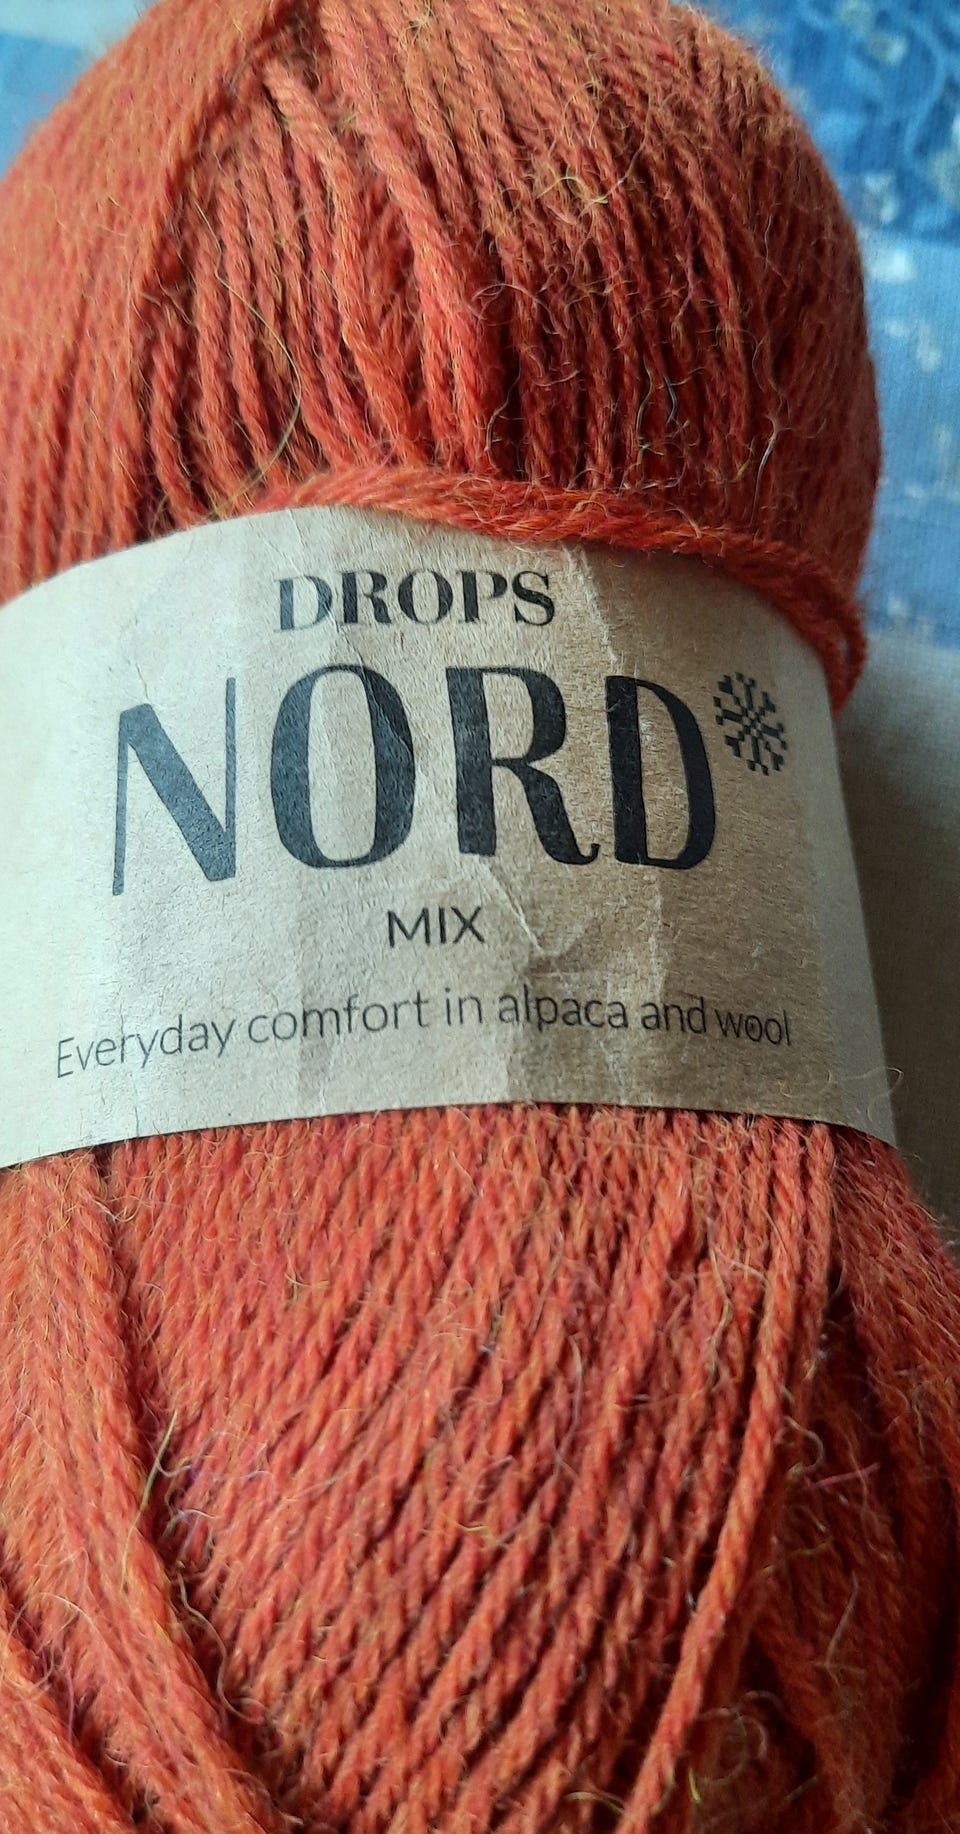 DROPS
NORD
MIX
Everyday comfort in alpaca and wool